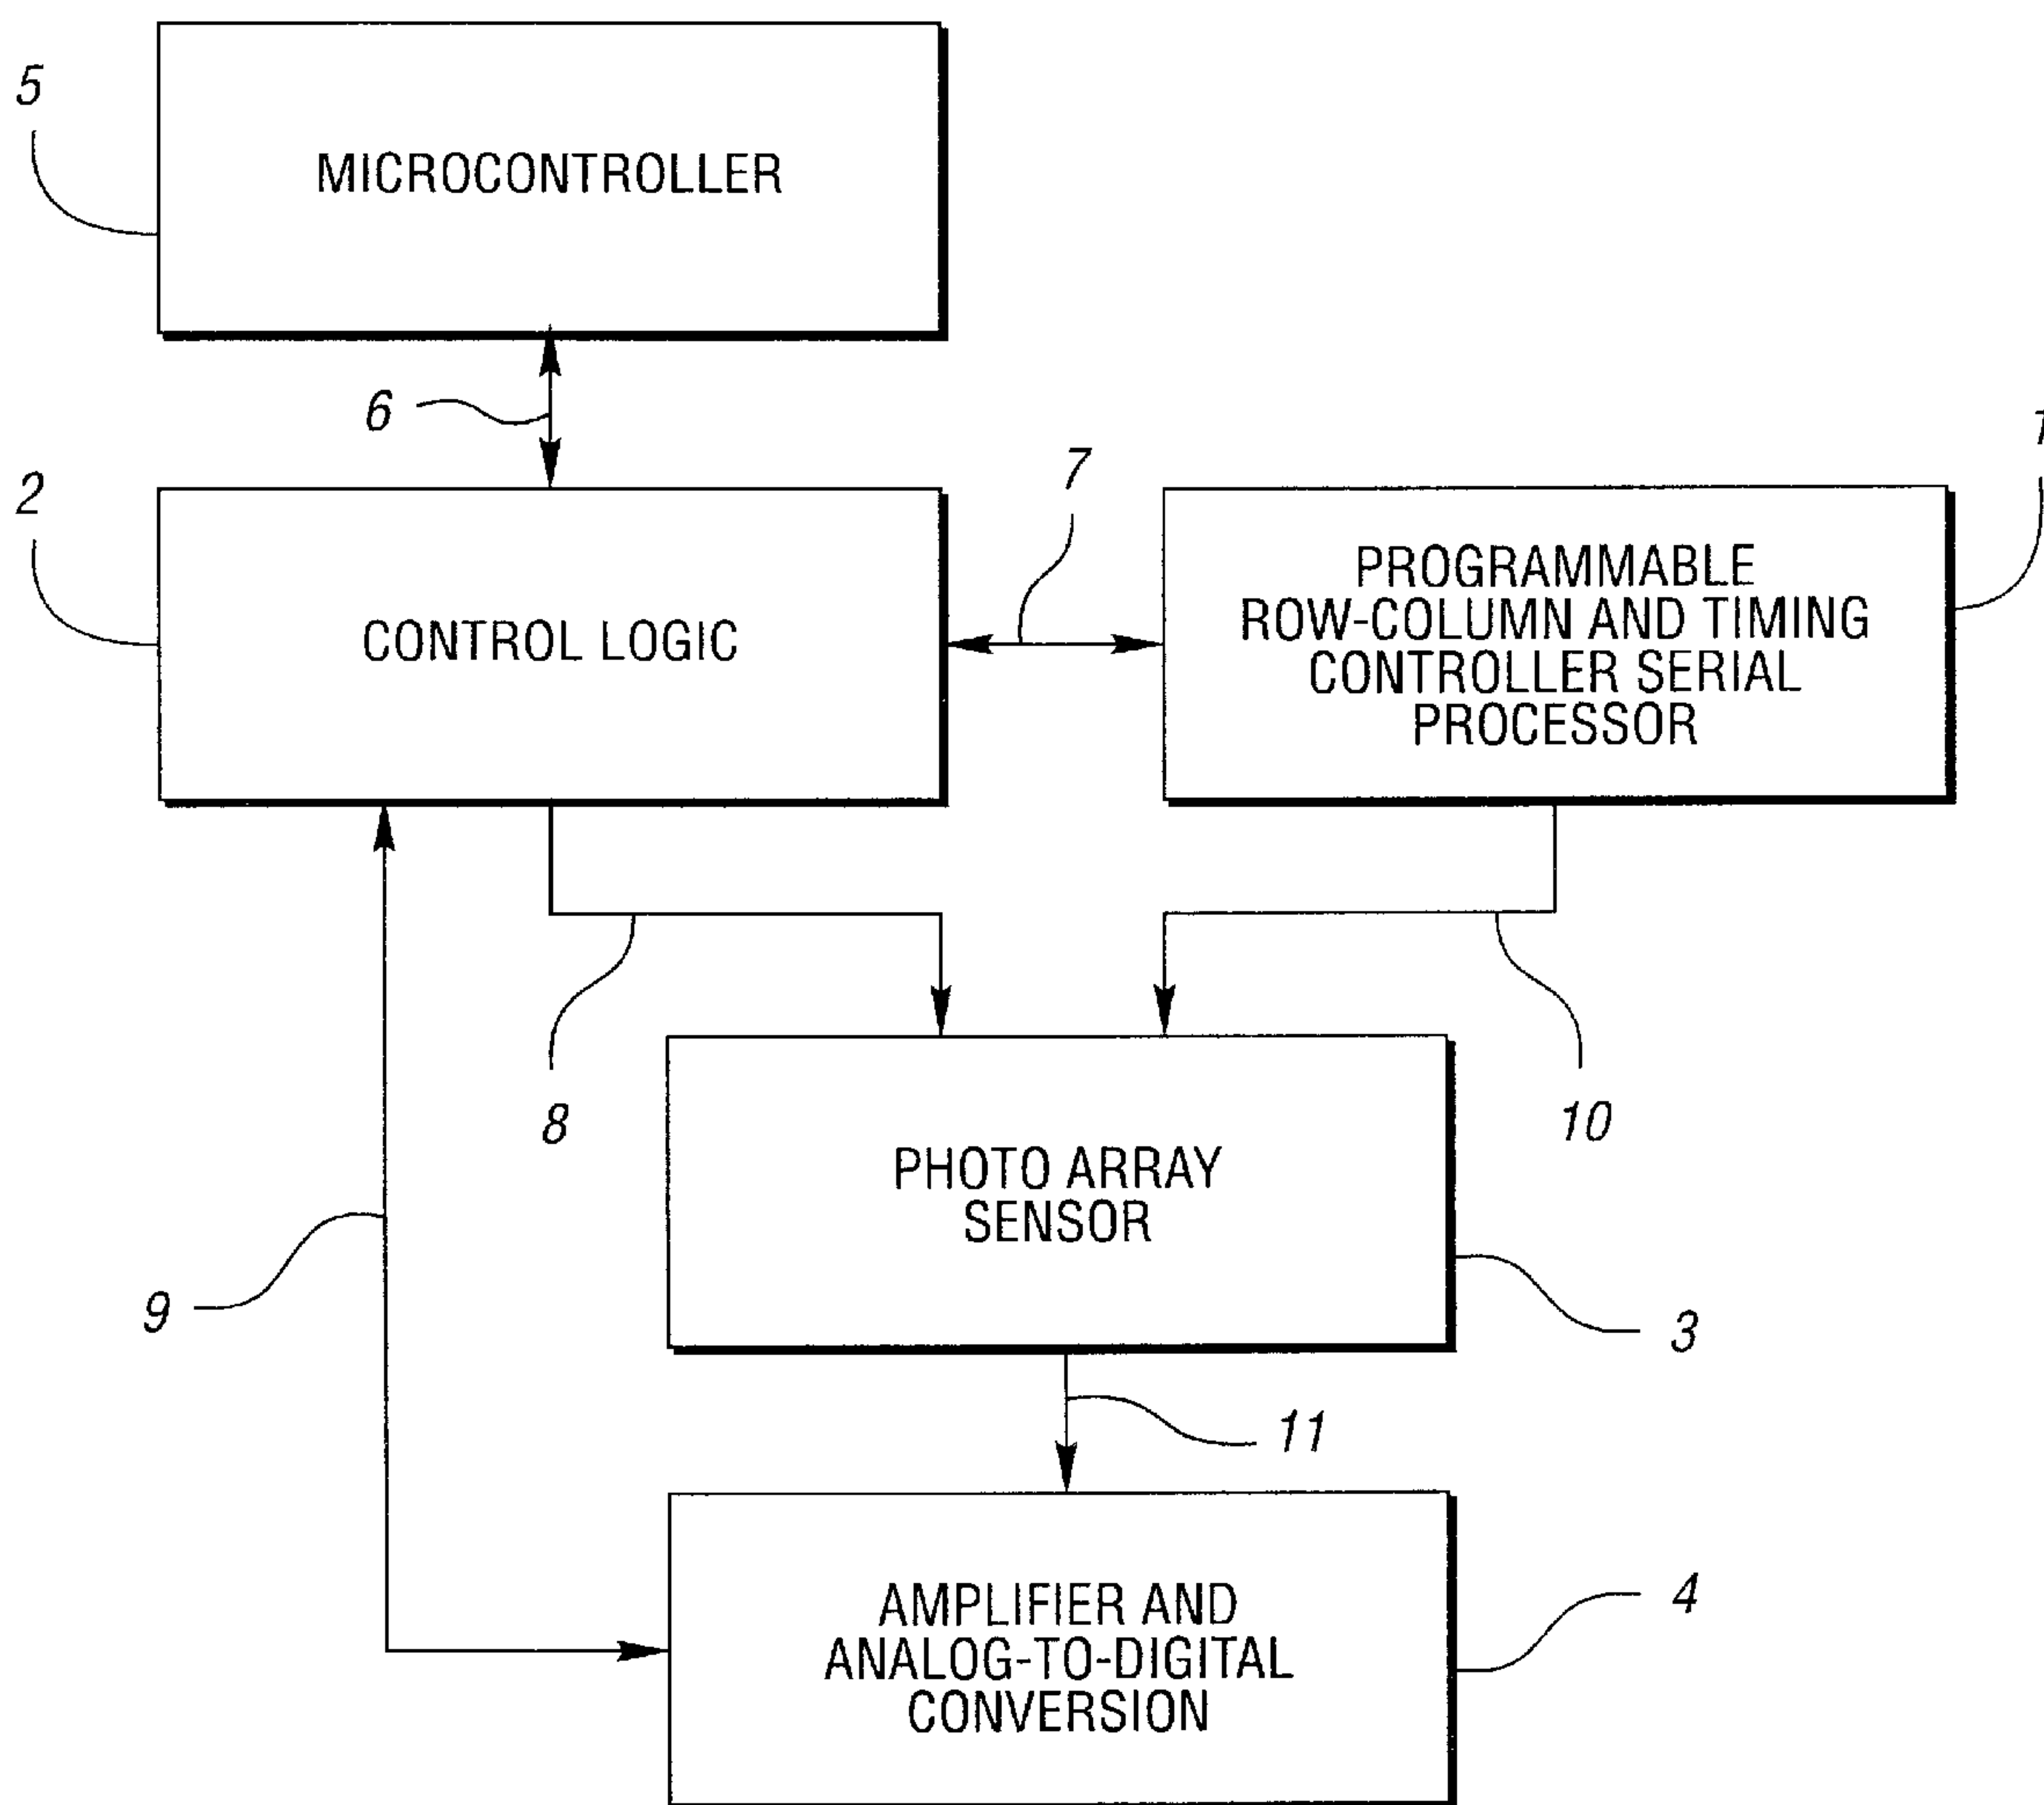 5
MICROCONTROLLER
6
2
CONTROL LOGIC
7
PROGRAMMABLE
ROW-COLUMN AND TIMING
CONTROLLER SERIAL
PROCESSOR
8
10
PHOTO ARRAY
SENSOR
9
3
11
AMPLIFIER AND
ANALOG-TO-DIGITAL
CONVERSION
4